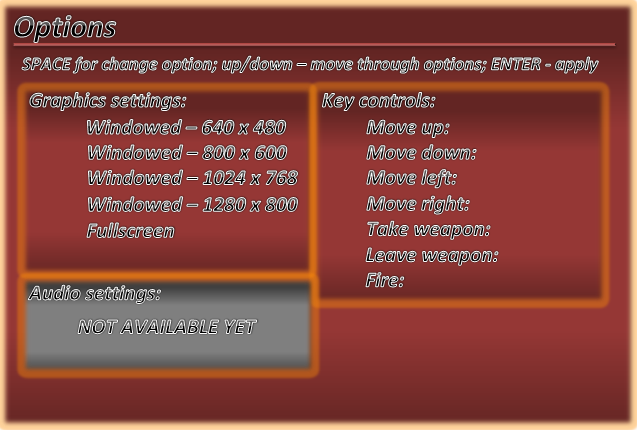 Options
SPACE for change option; up/down – move through options; ENTER - apply
Graphics settings:
Windowed – 640 x 480
Windowed – 800 x 600
Windowed – 1024 x 768
Windowed – 1280 x 800
Fullscreen
Audio settings:
NOT AVAILABLE YET
Key controls:
Move up:
Move down:
Move left:
Move right:
Take weapon:
Leave weapon:
Fire: